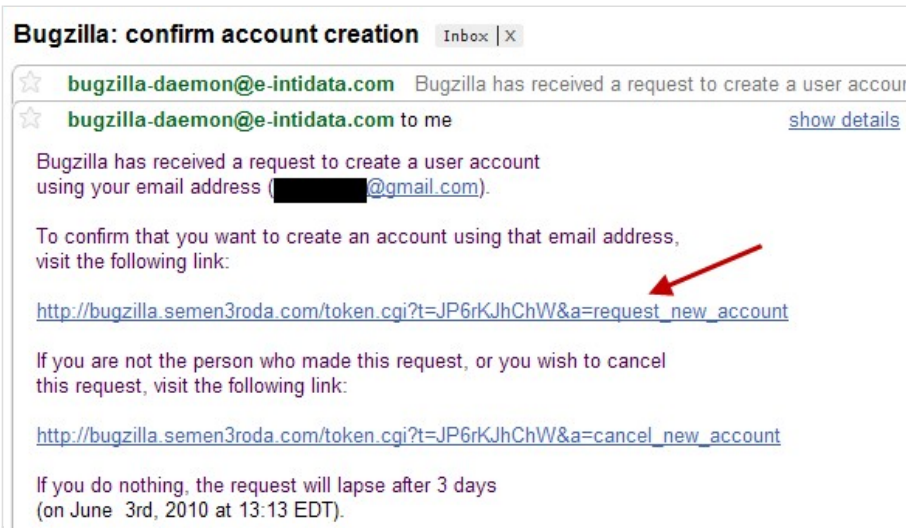 Bugzilla: confirm account creation Inbox | X
bugzilla-daemon@e-intidata.com Bugzilla has received a request to create a user accour
bugzilla-daemon@e-intidata.com to me show details
Bugzilla has received a request to create a user account
using your email address (@gmail.com).
To confirm that you want to create an account using that email address,
visit the following link:
http://bugzilla.semen3roda.com/token.cgi?t=JP6rKJhChW&a=request_new_account
If you are not the person who made this request, or you wish to cancel
this request, visit the following link:
http://bugzilla.semen3roda.com/token.cgi?t=JP6rKJhChW&a=cancel_new_account
If you do nothing, the request will lapse after 3 days
(on June 3rd, 2010 at 13:13 EDT).